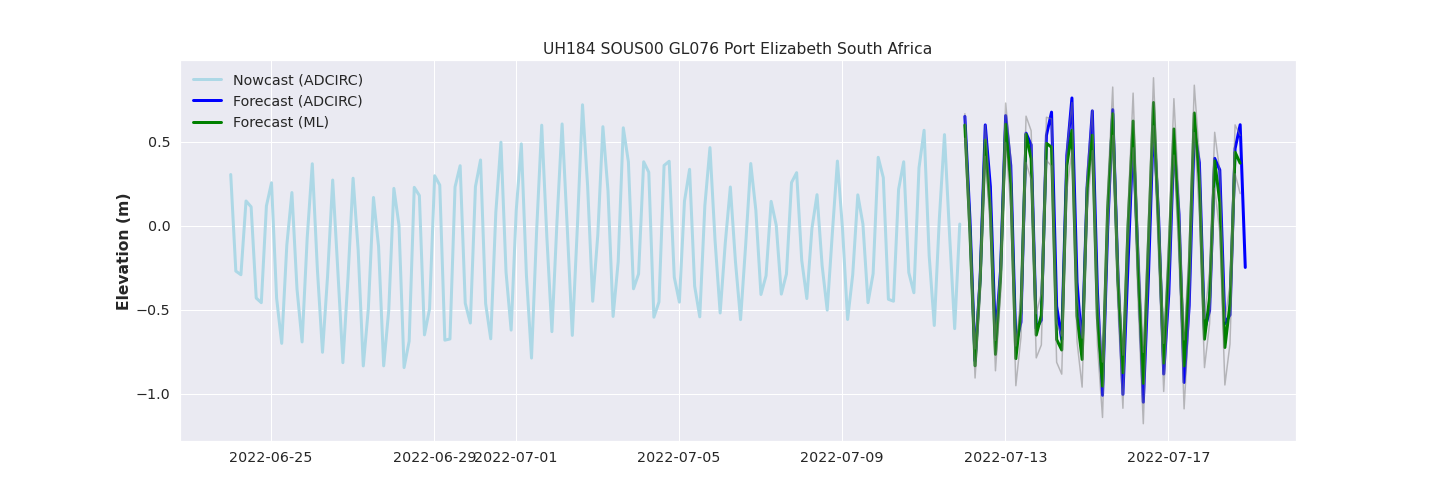 UH184 SOUS00 GL076 Port Elizabeth South Africa
Nowcast (ADCIRC)
Forecast (ADCIRC)
Forecast (ML)
Elevation (m)
0.5
0.0
−0.5
−1.0
2022-06-25
2022-06-29
2022-07-01
2022-07-05
2022-07-09
2022-07-13
2022-07-17